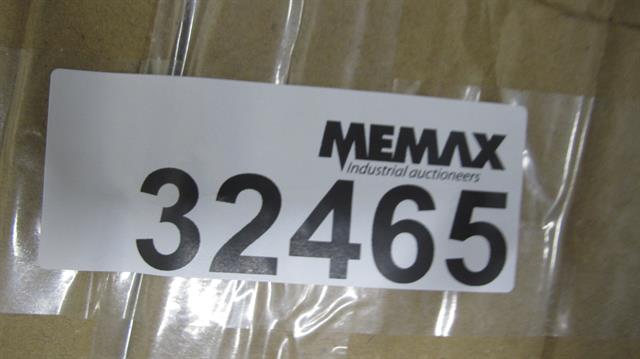 MEMAX
Industrial auctioneers
32465